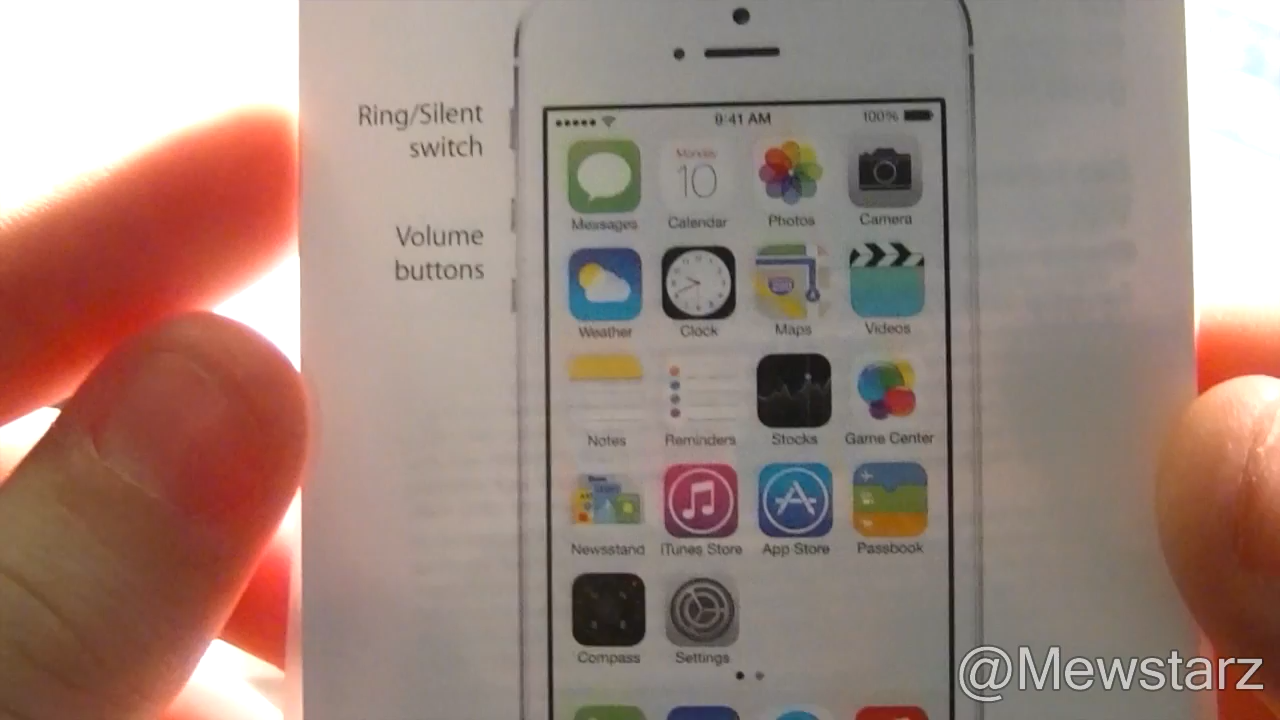 Ring/Silent
switch
Volume
buttons
9:41 AM 100%
Monday
10
Messages Calendar Photos Camera
Weather Clock Maps Videos
Notes Reminders Stocks Game Center
Newsstand iTunes Store App Store Passbook
Compass Settings
@Mewstarz